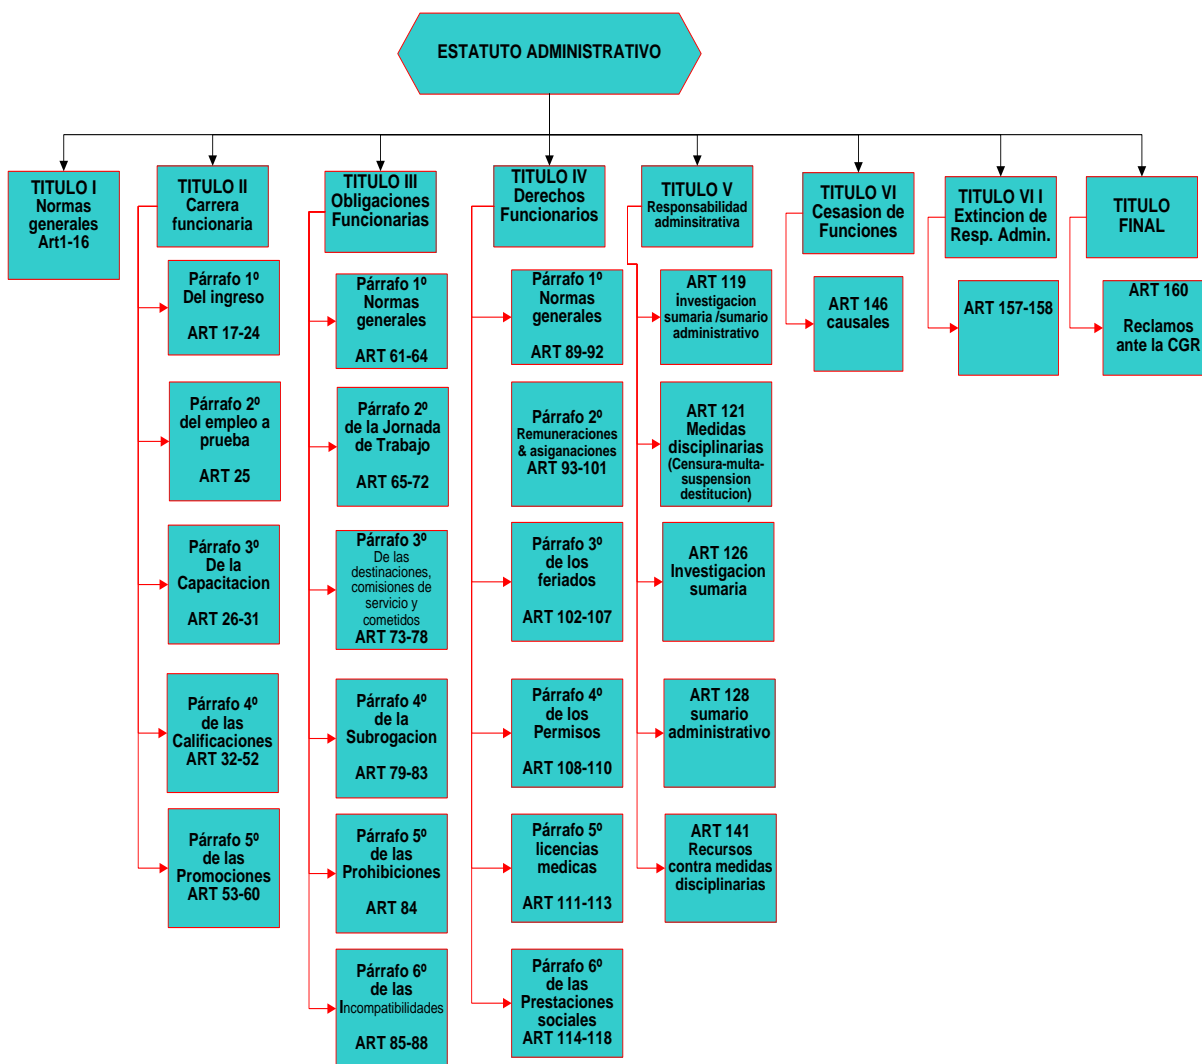 ESTATUTO ADMINISTRATIVO
TITULO I
Normas
generales
Art1-16
TITULO II
Carrera
funcionaria
Párrafo 1º
Del ingreso
ART 17-24
Párrafo 2º
del empleo a
prueba
ART 25
Párrafo 3º
De la
Capacitacion
ART 26-31
Párrafo 4º
de las
Calificaciones
ART 32-52
Párrafo 5º
de las
Promociones
ART 53-60
TITULO III
Obligaciones
Funcionarias
Párrafo 1º
Normas
generales
ART 61-64
Párrafo 2º
de la Jornada
de Trabajo
ART 65-72
Párrafo 3º
De las
destinaciones,
comisiones de
servicio y
cometidos
ART 73-78
Párrafo 4º
de la
Subrogacion
ART 79-83
Párrafo 5º
de las
Prohibiciones
ART 84
Párrafo 6º
de las
Incompatibilidades
ART 85-88
TITULO IV
Derechos
Funcionarios
Párrafo 1º
Normas
generales
ART 89-92
Párrafo 2º
Remuneraciones
& asiganaciones
ART 93-101
Párrafo 3º
de los
feriados
ART 102-107
Párrafo 4º
de los
Permisos
ART 108-110
Párrafo 5º
licencias
medicas
ART 111-113
Párrafo 6º
de las
Prestaciones
sociales
ART 114-118
TITULO V
Responsabilidad
adminsitrativa
ART 119
investigacion
sumaria /sumario
administrativo
ART 121
Medidas
disciplinarias
(Censura-multa-
suspension
destitucion)
ART 126
Investigacion
sumaria
ART 128
sumario
administrativo
ART 141
Recursos
contra medidas
disciplinarias
TITULO VI
Cesasion de
Funciones
ART 146
causales
TITULO VI I
Extincion de
Resp. Admin.
ART 157-158
TITULO
FINAL
ART 160
Reclamos
ante la CGR